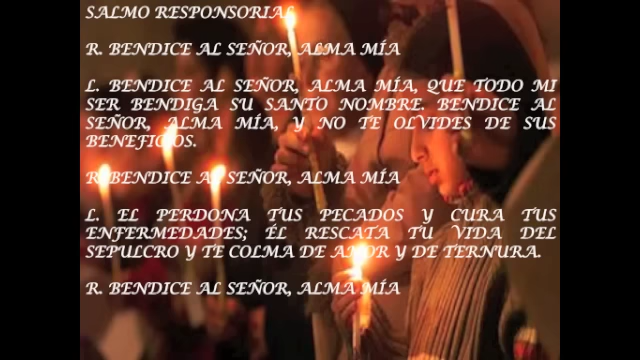 SALMO RESPONSORIAL
R. BENDICE AL SEÑOR, ALMA MÍA
L. BENDICE AL SEÑOR, ALMA MÍA, QUE TODO MI
SER BENDIGA SU SANTO NOMBRE. BENDICE AL
SEÑOR, ALMA MÍA, Y NO TE OLVIDES DE SUS
BENEFICIOS.
R. BENDICE AL SEÑOR, ALMA MÍA
L. EL PERDONA TUS PECADOS Y CURA TUS
ENFERMEDADES; ÉL RESCATA TU VIDA DEL
SEPULCRO Y TE COLMA DE AMOR Y DE TERNURA.
R. BENDICE AL SEÑOR, ALMA MÍA